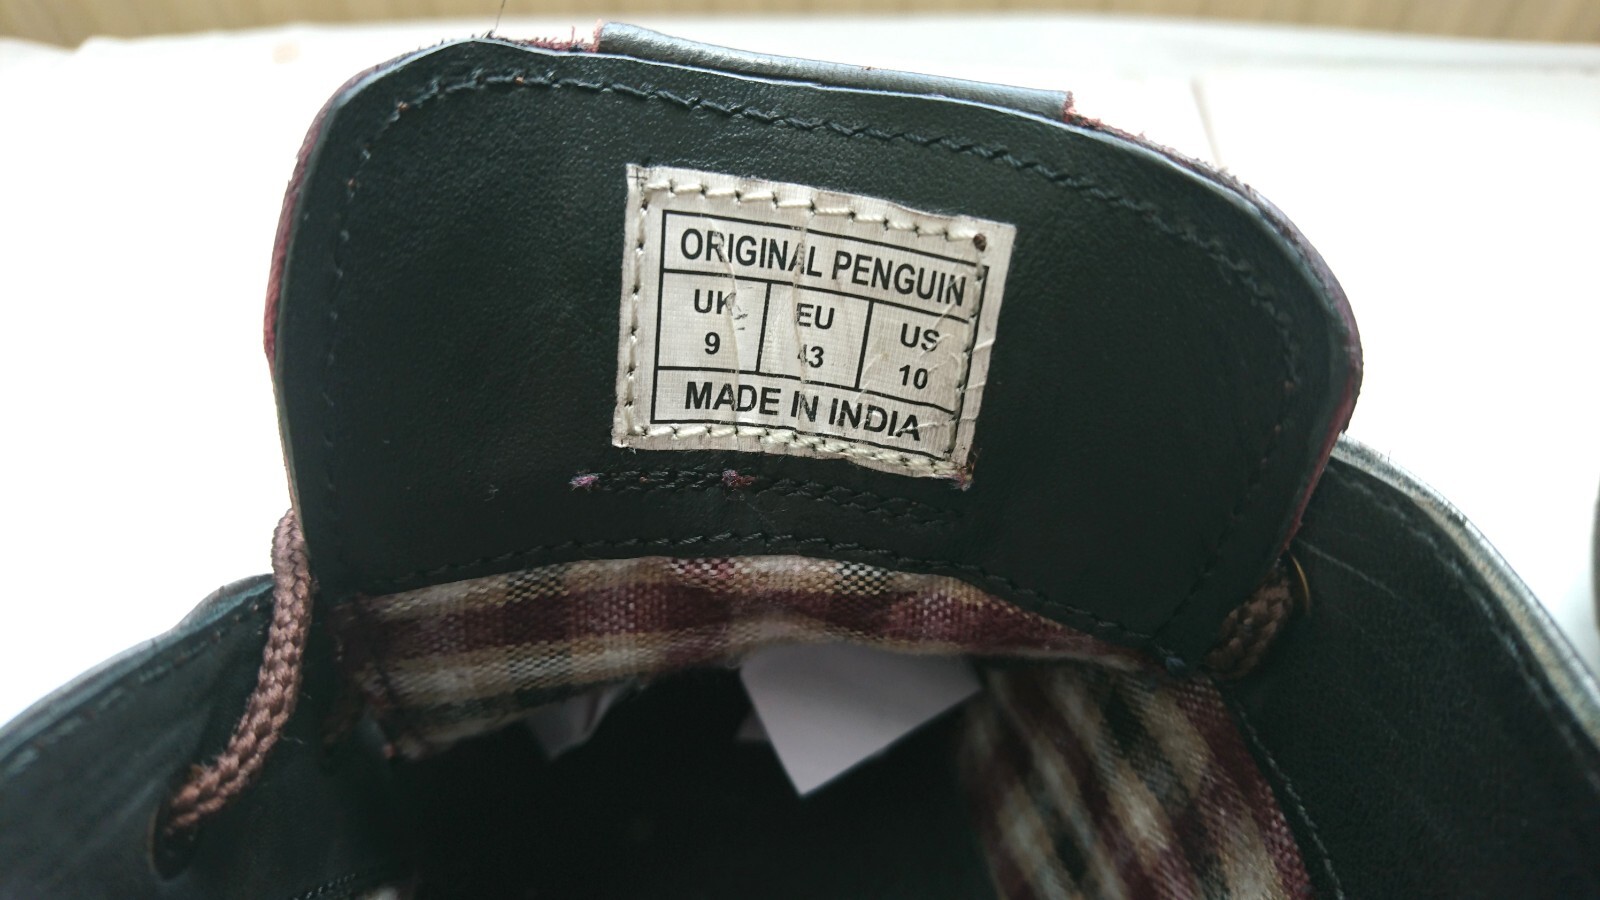 ORIGINAL PENGUIN
UK EU US
9 43 10
MADE IN INDIA